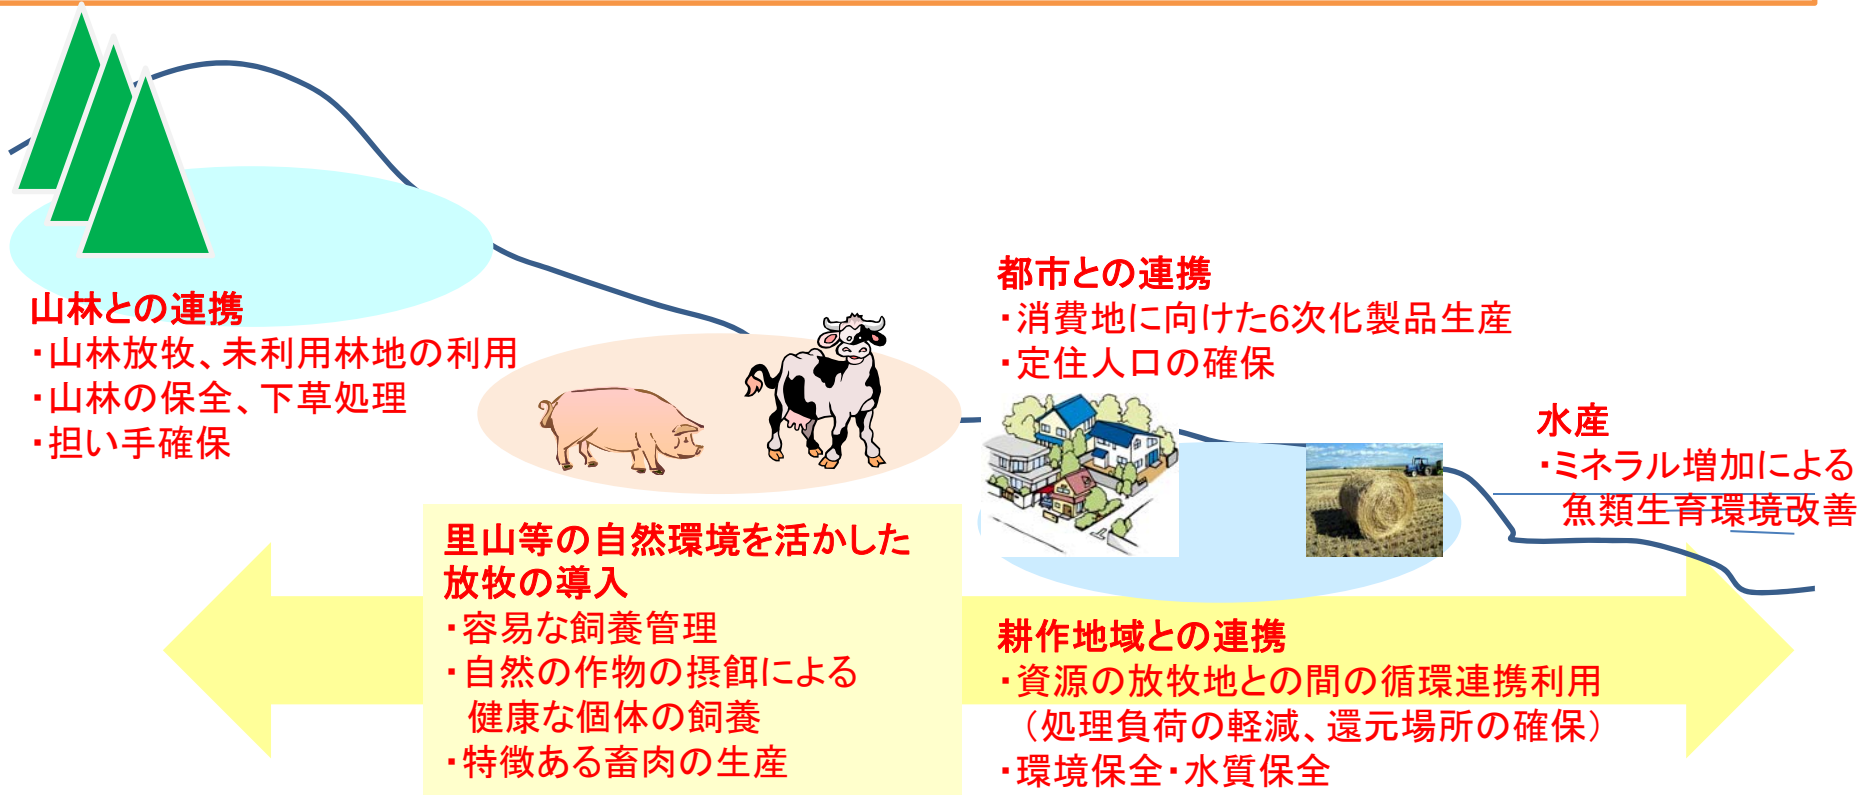 山林との連携
・山林放牧、未利用林地の利用
・山林の保全、下草処理
・担い手確保
里山等の自然環境を活かした
放牧の導入
・容易な飼養管理
・自然の作物の摂餌による
健康な個体の飼養
・特徴ある畜肉の生産
都市との連携
・消費地に向けた6次化製品生産
・定住人口の確保
耕作地域との連携
・資源の放牧地との間の循環連携利用
（処理負荷の軽減、還元場所の確保）
・環境保全・水質保全
水産
・ミネラル増加による
魚類生育環境改善